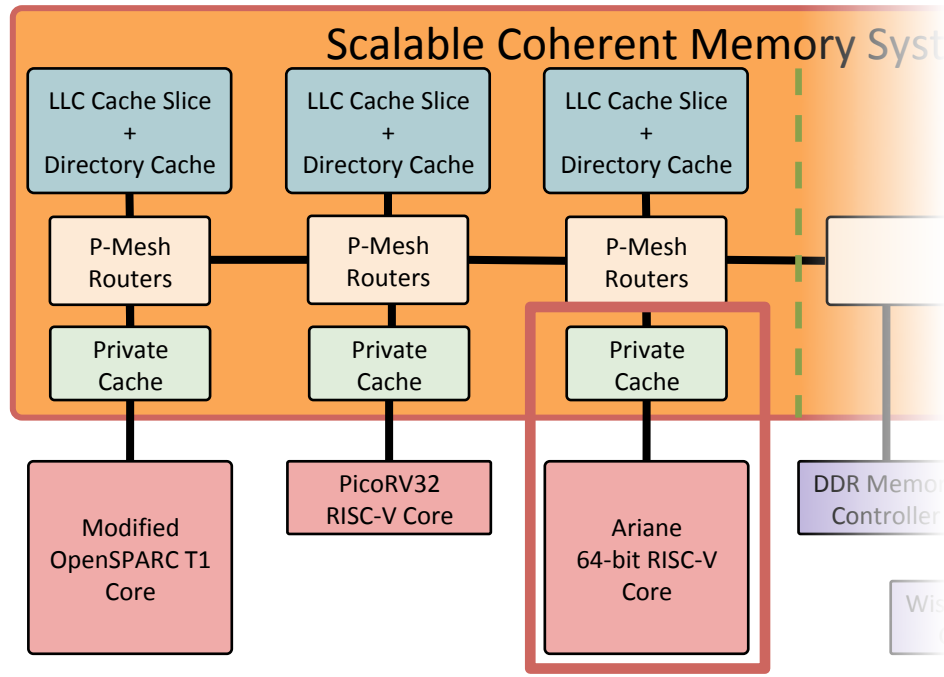 Scalable Coherent Memory Syst
LLC Cache Slice
+
Directory Cache
LLC Cache Slice
+
Directory Cache
LLC Cache Slice
+
Directory Cache
P-Mesh
Routers
P-Mesh
Routers
P-Mesh
Routers
Private
Cache
Private
Cache
Private
Cache
Modified
OpenSPARC T1
Core
PicoRV32
RISC-V Core
Ariane
64-bit RISC-V
Core
DDR Memor
Controller
Wis